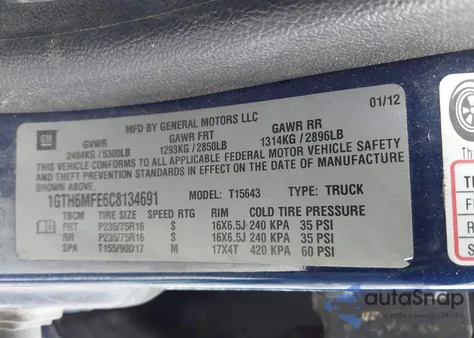 01/12
MFD BY GENERAL MOTORS LLC
GM
GVWR GAWR FRT GAWR RR
2404KG / 5300LB 1293KG / 2850LB 1314KG / 2896LB
THIS VEHICLE CONFORMS TO ALL APPLICABLE FEDERAL MOTOR VEHICLE SAFETY
AND THEFT PREVENTION STANDARDS IN EFFECT ON THE DATE OF MANUFACTURE
SHOWN ABOVE.
1GTH6MFE6C8134691 MODEL: T15643 TYPE: TRUCK
TBCM TIRE SIZE SPEED RTG RIM COLD TIRE PRESSURE
FRT P235/75R16 S 16X6.5J 240 KPA 35 PSI
RR P235/75R16 S 16X6.5J 240 KPA 35 PSI
SPA T155/90D17 M 17X4T 420 KPA 60 PSI
autoSnap